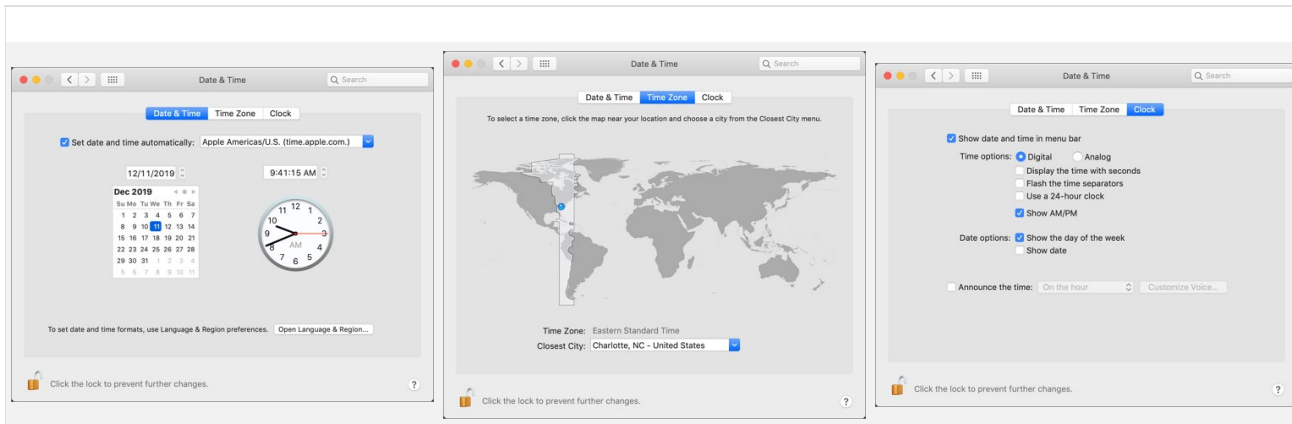 Date & Time
Search
Date & Time Time Zone Clock
Set date and time automatically: Apple Americas/U.S. (time.apple.com.)
12/11/2019 9:41:15 AM
Dec 2019
Su Mo Tu We Th Fr Sa
1 2 3 4 5 6 7
8 9 10 11 12 13 14
15 16 17 18 19 20 21
22 23 24 25 26 27 28
29 30 31 1 2 3 4
5 6 7 8 9 10 11
12 1 2 3 4 5 6 7 8 9 10 11
AM
To set date and time formats, use Language & Region preferences. Open Language & Region...
Click the lock to prevent further changes. ?
Date & Time
Search
Date & Time Time Zone Clock
To select a time zone, click the map near your location and choose a city from the Closest City menu.
Time Zone: Eastern Standard Time
Closest City: Charlotte, NC - United States
Click the lock to prevent further changes. ?
Date & Time
Search
Date & Time Time Zone Clock
Show date and time in menu bar
Time options: Digital Analog
Display the time with seconds
Flash the time separators
Use a 24-hour clock
Show AM/PM
Date options: Show the day of the week
Show date
Announce the time: On the hour Customize Voice...
Click the lock to prevent further changes. ?